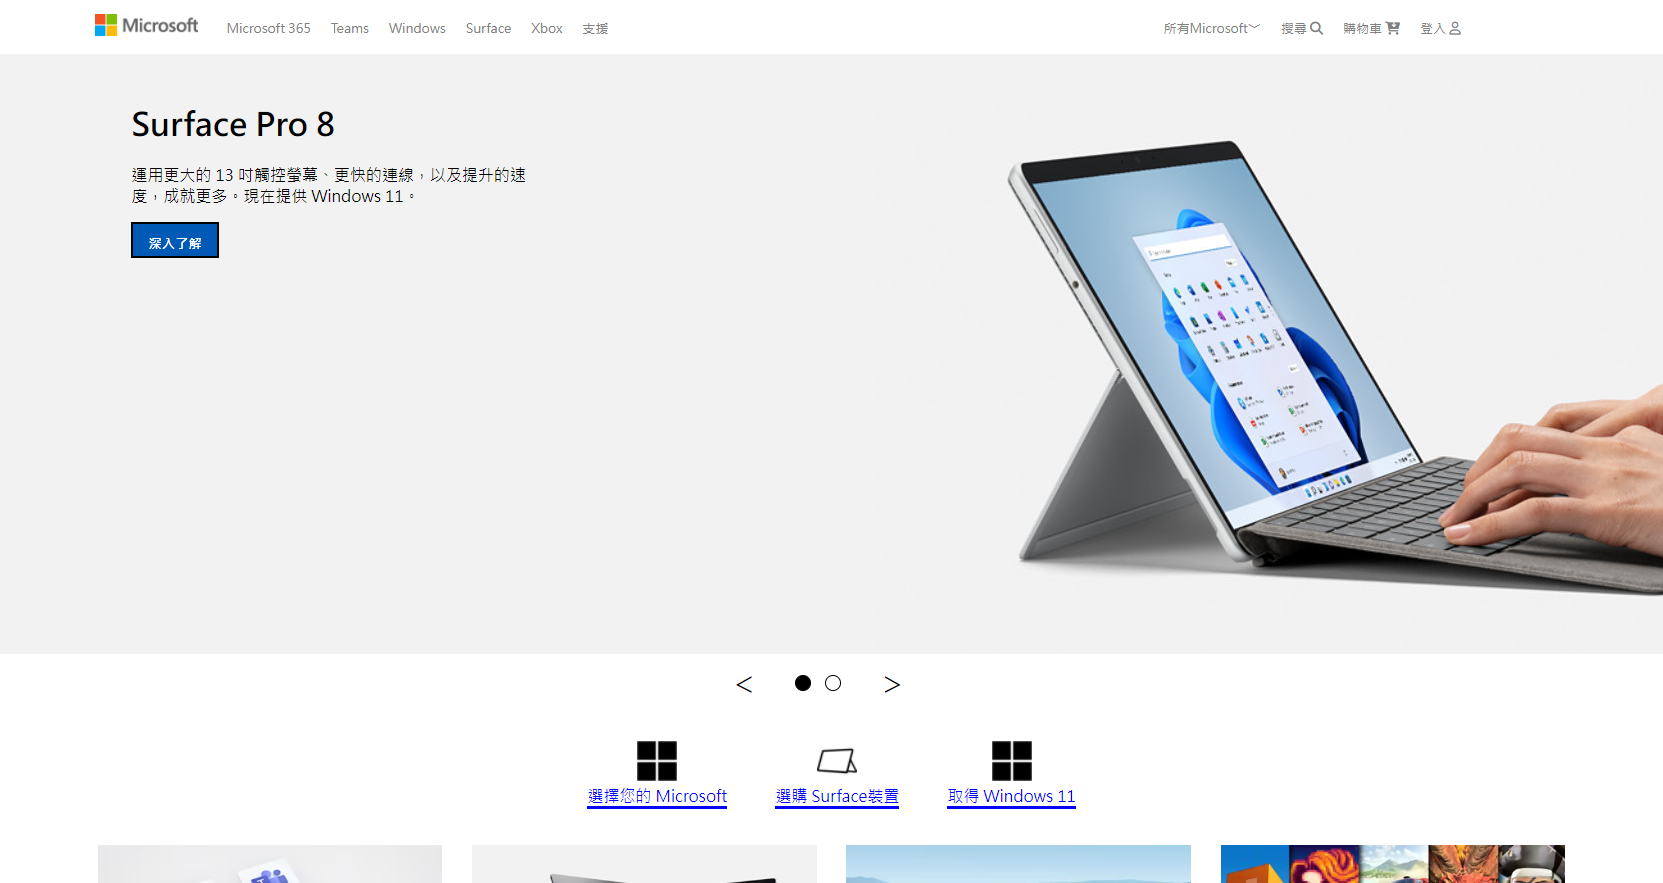 Microsoft
Microsoft 365
Teams
Windows
Surface
Xbox
支援
所有Microsoft
搜尋
購物車
登入
Surface Pro 8
運用更大的 13 吋觸控螢幕、更快的連線，以及提升的速
度，成就更多。現在提供 Windows 11。
深入了解
<
>
選擇您的 Microsoft
選購 Surface裝置
取得 Windows 11